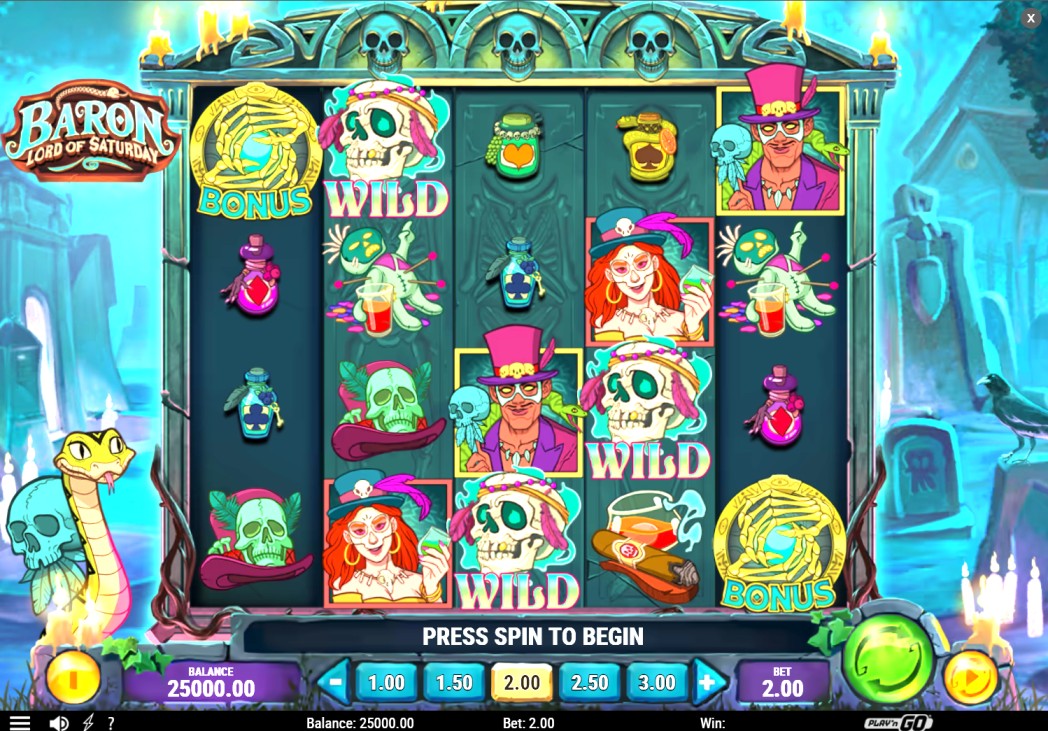 X
BARON
LORD OF SATURDAY
BONUS
WILD
WILD
WILD
BONUS
PRESS SPIN TO BEGIN
BALANCE
25000.00
-
1.00
1.50
2.00
2.50
3.00
+
BET
2.00
?
Balance: 25000.00
Bet: 2.00
Win:
PLAY'n GO